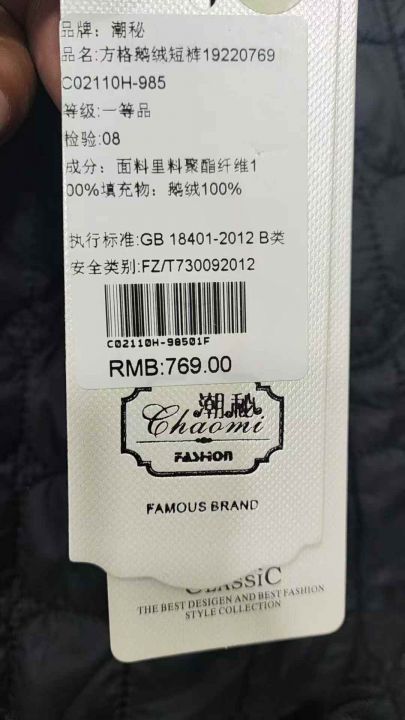 品牌：潮秘
品名:方格鹅绒短裤19220769
C02110H-985
等级:一等品
检验:08
成分：面料里料聚酯纤维1
00%填充物：鹅绒100%
执行标准:GB 18401-2012 B类
安全类别:FZ/T730092012
C02110H-98501F
RMB:769.00
潮秘
Chaomi
FASHION
FAMOUS BRAND
CLASSiC
THE BEST DESIGEN AND BEST FASHION
STYLE COLLECTION